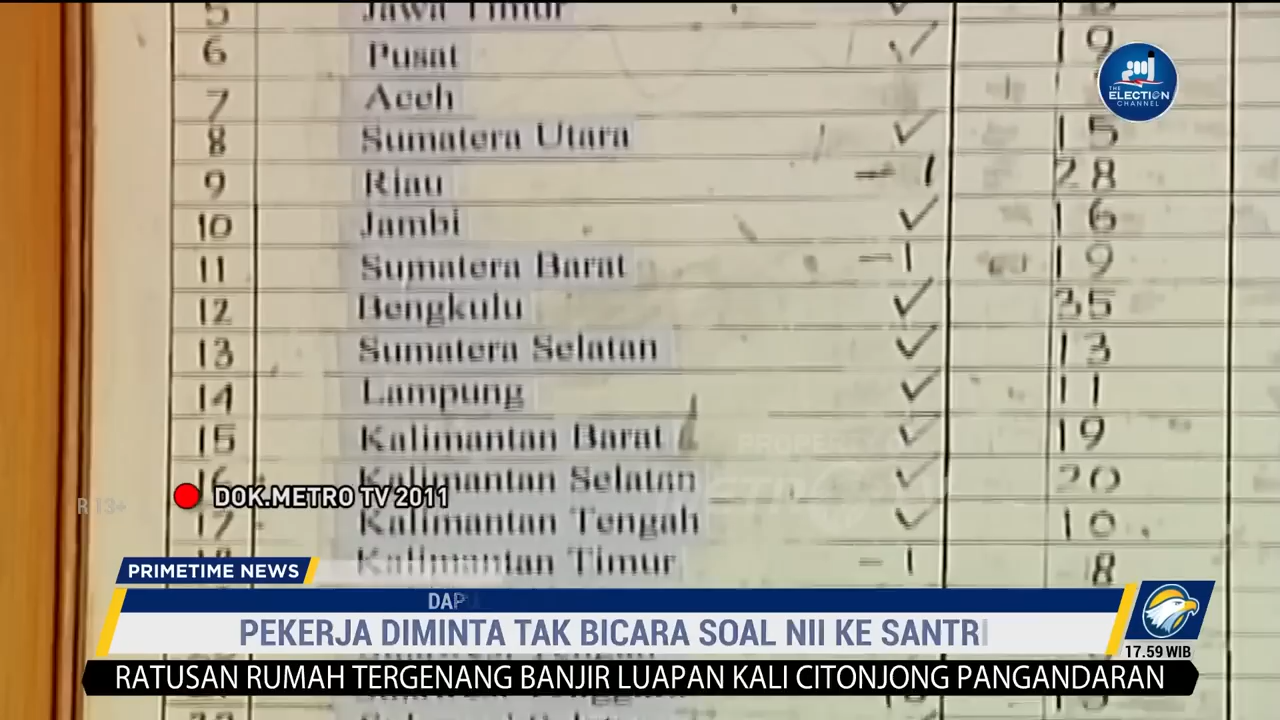 5 Jawa Timur ✓
6 Pusat ✓ 19
7 Aceh
8 Sumatera Utara ✓ 15
9 Riau - 1 28
10 Jambi ✓ 16
11 Sumatera Barat - 1 19
12 Bengkulu ✓ 35
13 Sumatera Selatan ✓ 13
14 Lampung ✓ 11
15 Kalimantan Barat ✓ 19
16 Kalimantan Selatan ✓ 20
17 Kalimantan Tengah ✓ 10
18 Kalimantan Timur - 1 8
THE
ELECTION
CHANNEL
R 13+
DOK.METRO TV 2011
PRIMETIME NEWS
DAP
PEKERJA DIMINTA TAK BICARA SOAL NII KE SANTRI
17.59 WIB
RATUSAN RUMAH TERGENANG BANJIR LUAPAN KALI CITONJONG PANGANDARAN